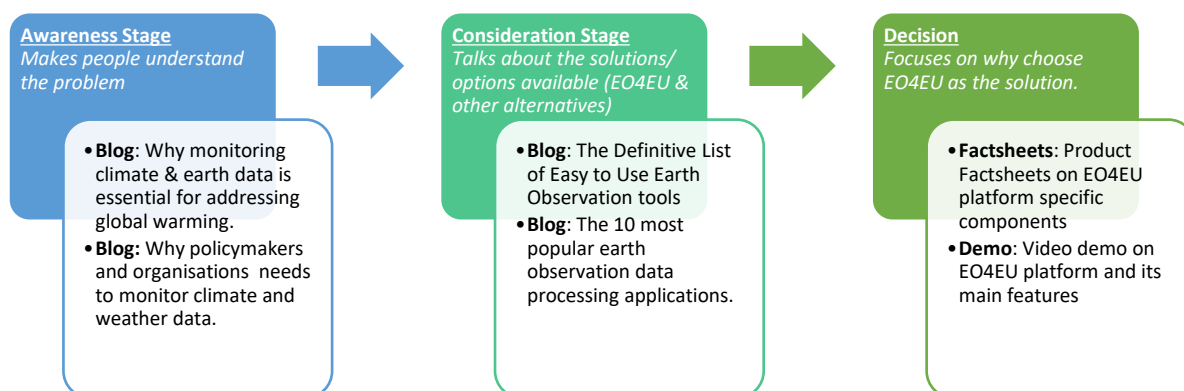 Awareness Stage
Makes people understand
the problem
•Blog: Why monitoring
climate & earth data is
essential for addressing
global warming.
•Blog: Why policymakers
and organisations  needs
to monitor climate and
weather data.
Consideration Stage
Talks about the solutions/
options available (EO4EU &
other alternatives)
•Blog: The Definitive List
of Easy to Use Earth
Observation tools
•Blog: The 10 most
popular earth
observation data
processing applications.
Decision
Focuses on why choose
EO4EU as the solution.
•Factsheets: Product
Factsheets on EO4EU
platform specific
components
•Demo: Video demo on
EO4EU platform and its
main features